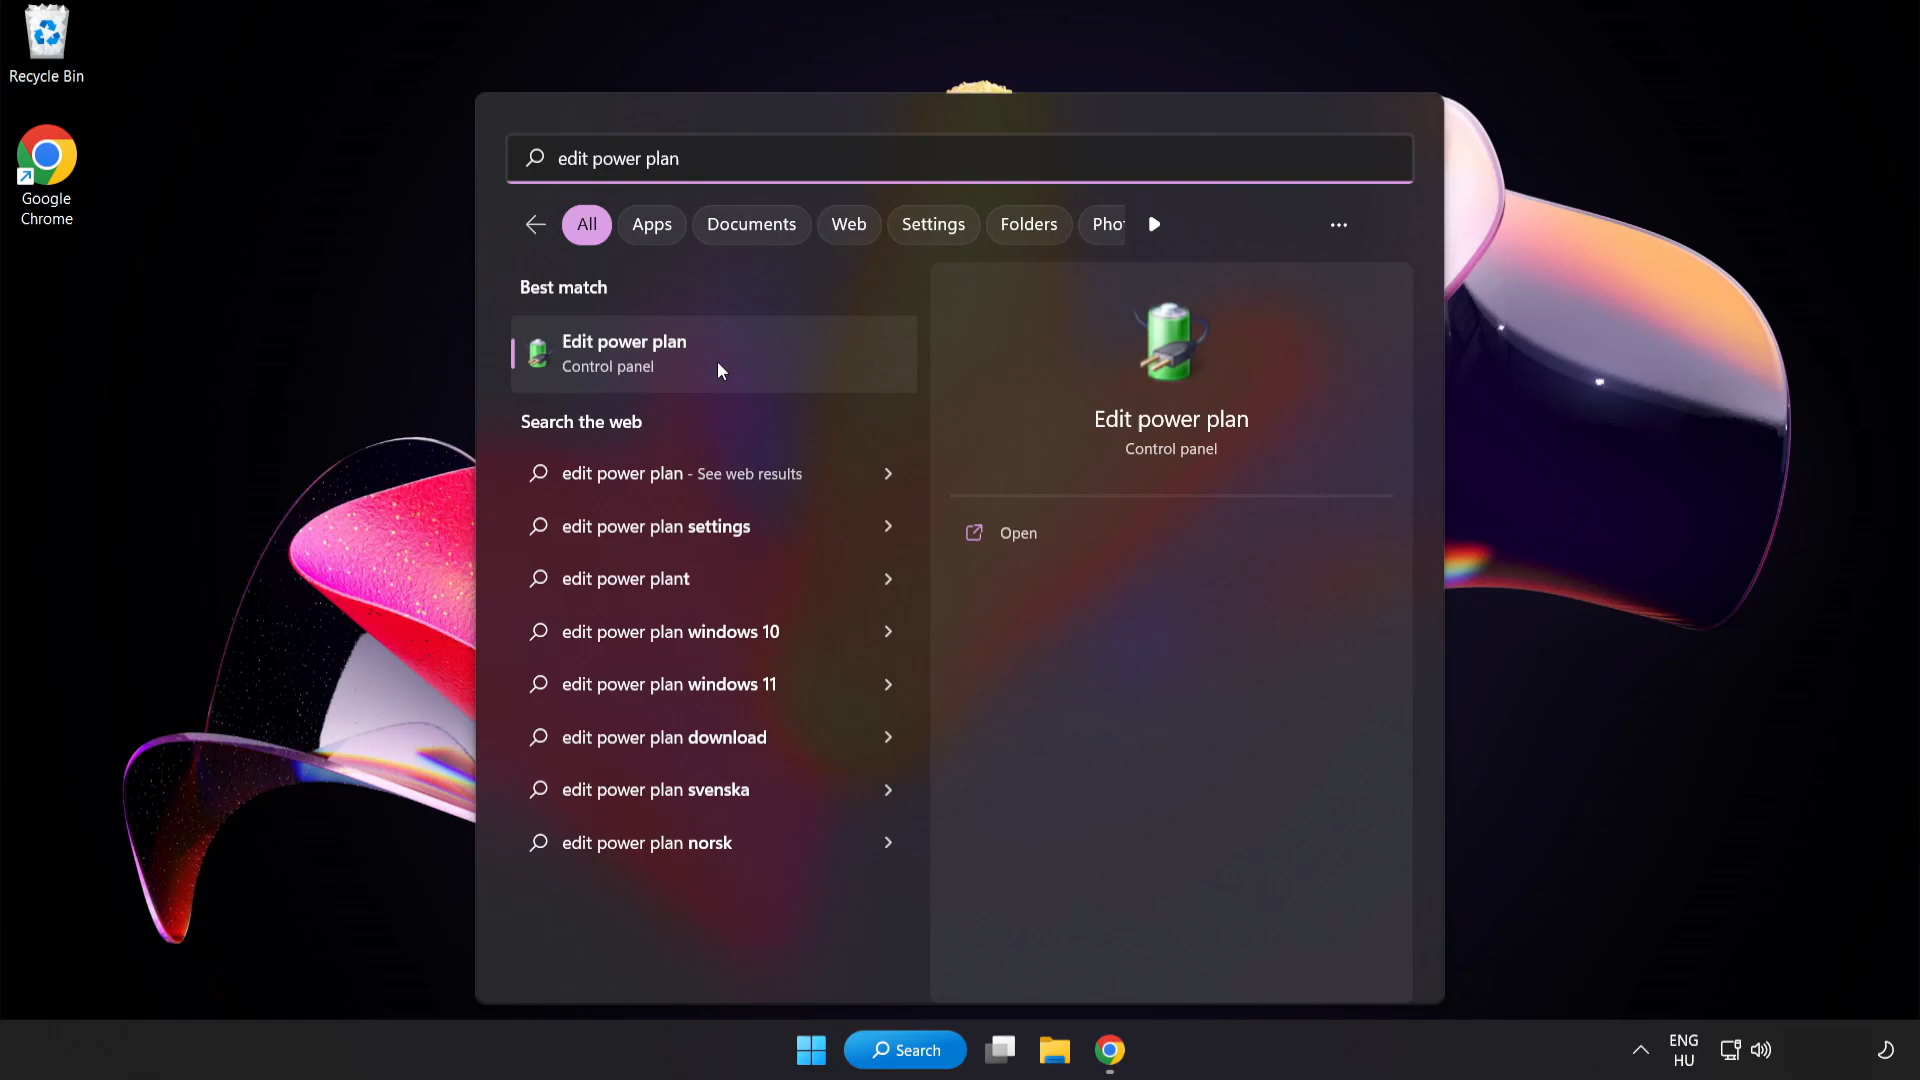 Recycle Bin
Google
Chrome
edit power plan
All
Apps
Documents
Web
Settings
Folders
Best match
Edit power plan
Control panel
Search the web
edit power plan - See web results
edit power plan settings
edit power plant
edit power plan windows 10
edit power plan windows 11
edit power plan download
edit power plan svenska
edit power plan norsk
Edit power plan
Control panel
Open
Search
ENG
HU